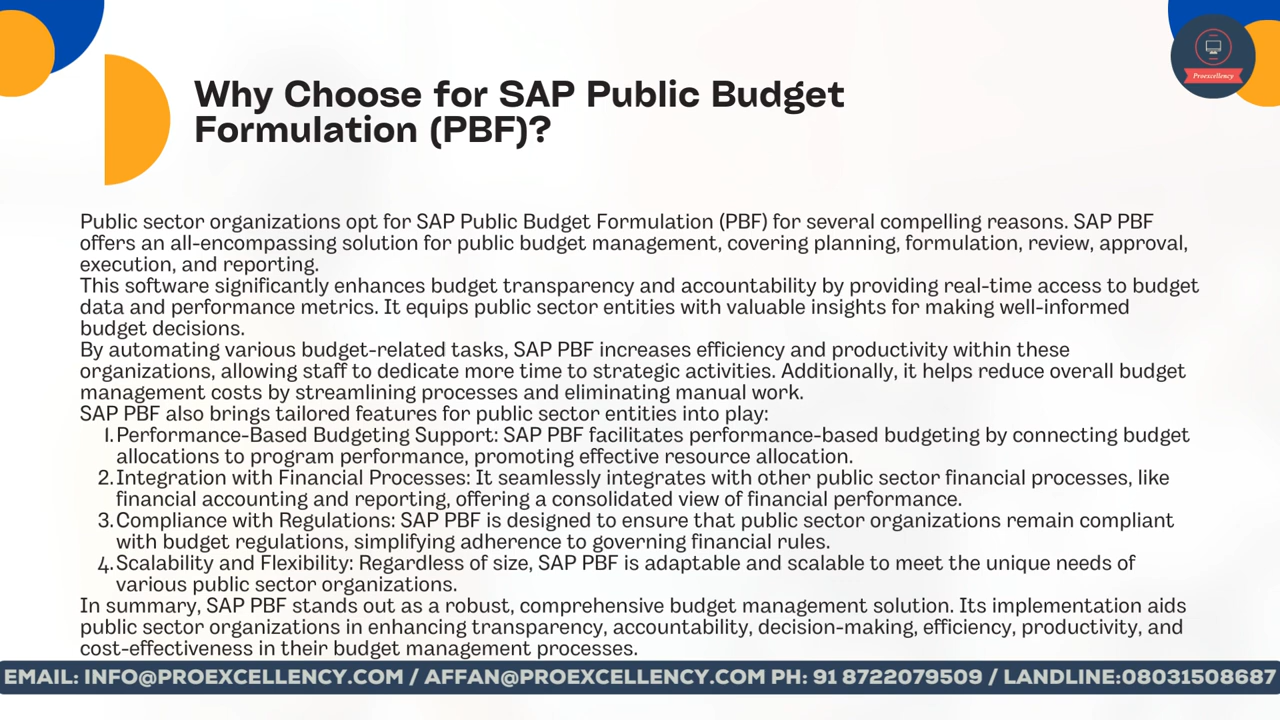 Proexcellency
Why Choose for SAP Public Budget
Formulation (PBF)?
Public sector organizations opt for SAP Public Budget Formulation (PBF) for several compelling reasons. SAP PBF
offers an all-encompassing solution for public budget management, covering planning, formulation, review, approval,
execution, and reporting.
This software significantly enhances budget transparency and accountability by providing real-time access to budget
data and performance metrics. It equips public sector entities with valuable insights for making well-informed
budget decisions.
By automating various budget-related tasks, SAP PBF increases efficiency and productivity within these
organizations, allowing staff to dedicate more time to strategic activities. Additionally, it helps reduce overall budget
management costs by streamlining processes and eliminating manual work.
SAP PBF also brings tailored features for public sector entities into play:
1. Performance-Based Budgeting Support: SAP PBF facilitates performance-based budgeting by connecting budget
allocations to program performance, promoting effective resource allocation.
2. Integration with Financial Processes: It seamlessly integrates with other public sector financial processes, like
financial accounting and reporting, offering a consolidated view of financial performance.
3. Compliance with Regulations: SAP PBF is designed to ensure that public sector organizations remain compliant
with budget regulations, simplifying adherence to governing financial rules.
4. Scalability and Flexibility: Regardless of size, SAP PBF is adaptable and scalable to meet the unique needs of
various public sector organizations.
In summary, SAP PBF stands out as a robust, comprehensive budget management solution. Its implementation aids
public sector organizations in enhancing transparency, accountability, decision-making, efficiency, productivity, and
cost-effectiveness in their budget management processes.
EMAIL: INFO@PROEXCELLENCY.COM / AFFAN@PROEXCELLENCY.COM PH: 91 8722079509 / LANDLINE:08031508687